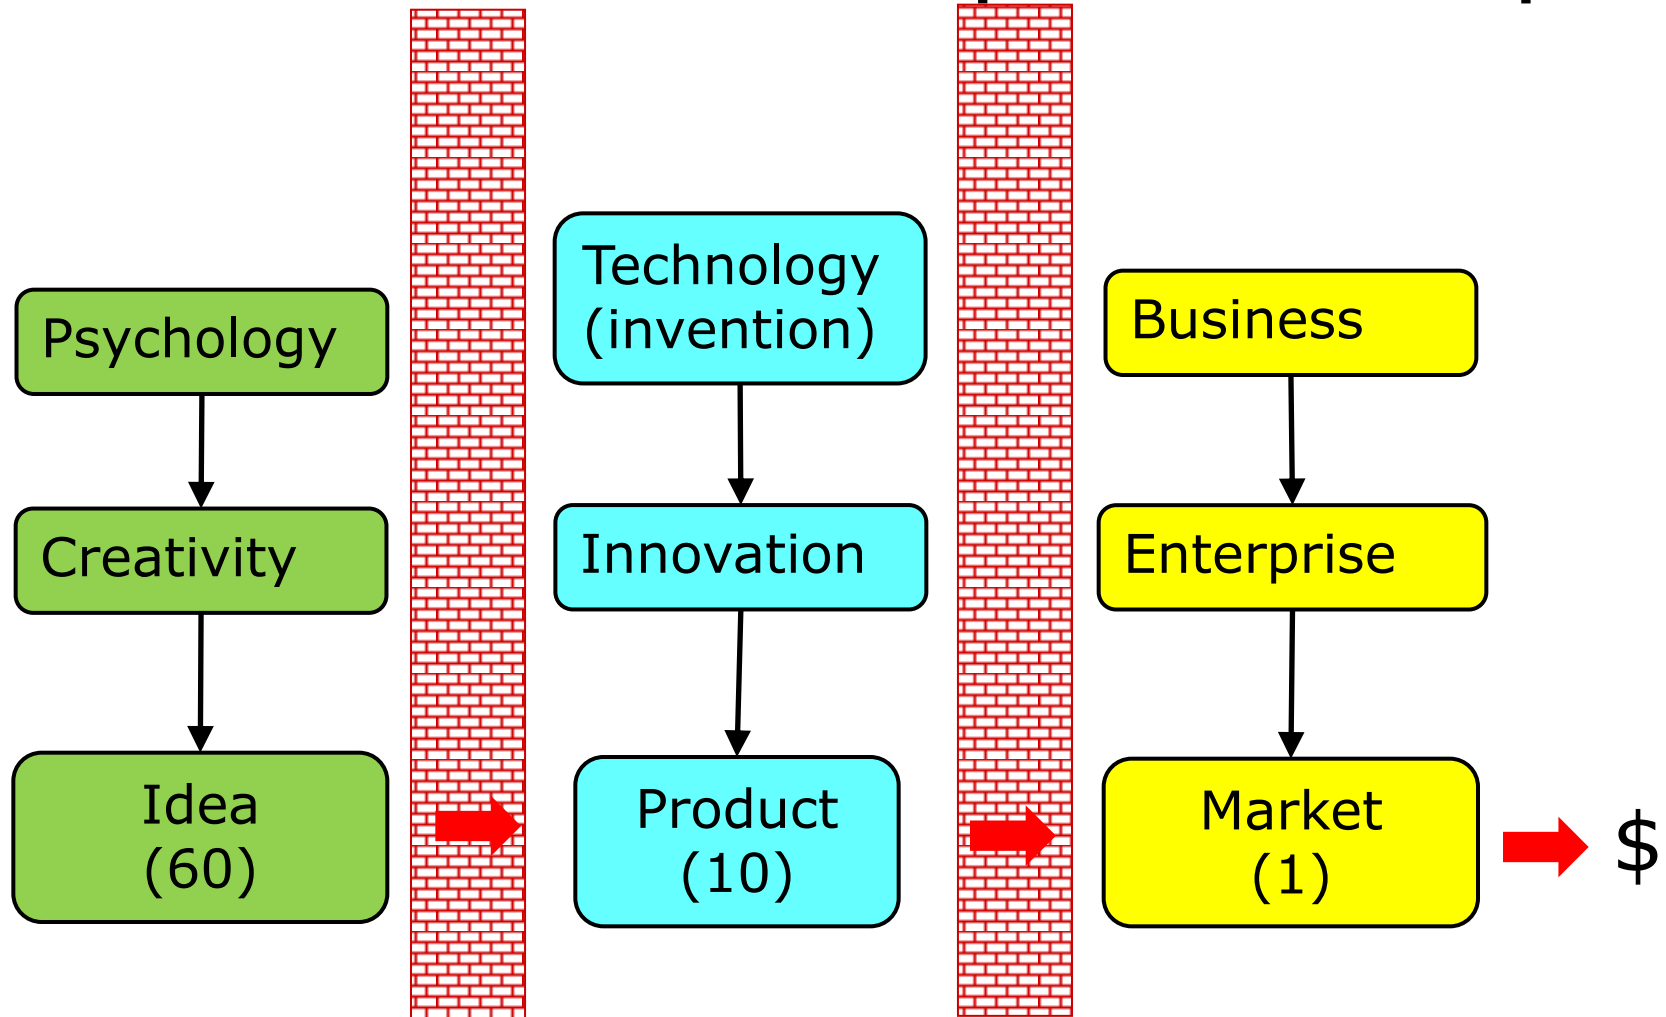 Psychology
Creativity
Idea
(60)
Technology
(invention)
Innovation
Product
(10)
Business
Enterprise
Market
(1)
$